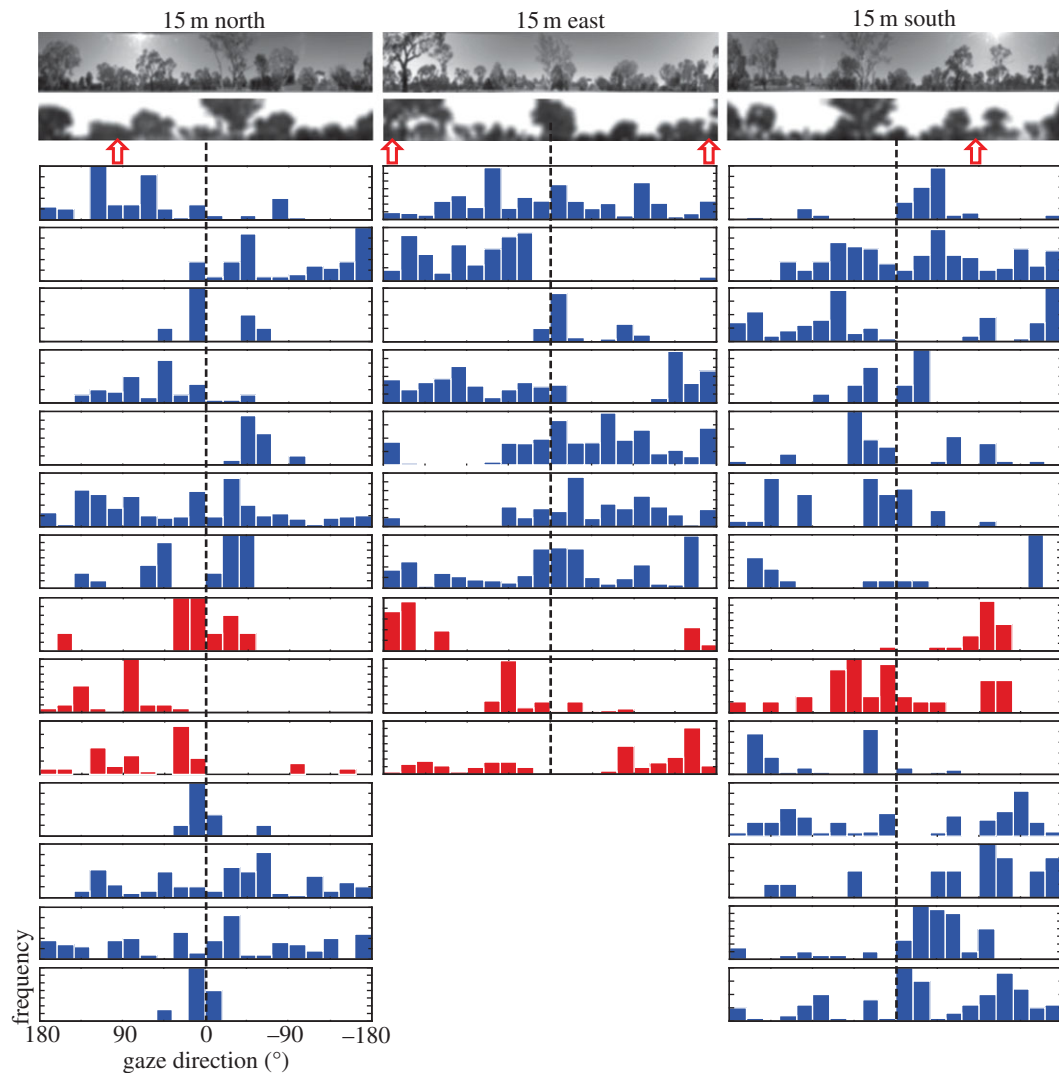 15 m north
15 m east
15 m south
frequency
180 90 0 –90 –180
gaze direction (°)